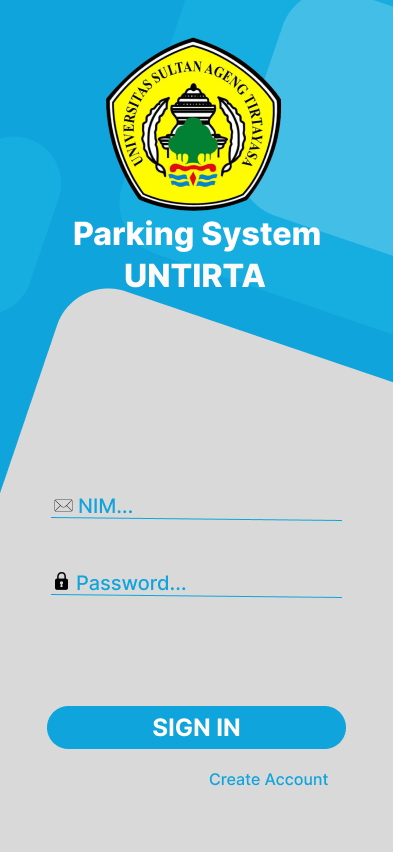 UNIVERSITAS SULTAN AGENG TIRTAYASA
Parking System
UNTIRTA
NIM...
Password...
SIGN IN
Create Account